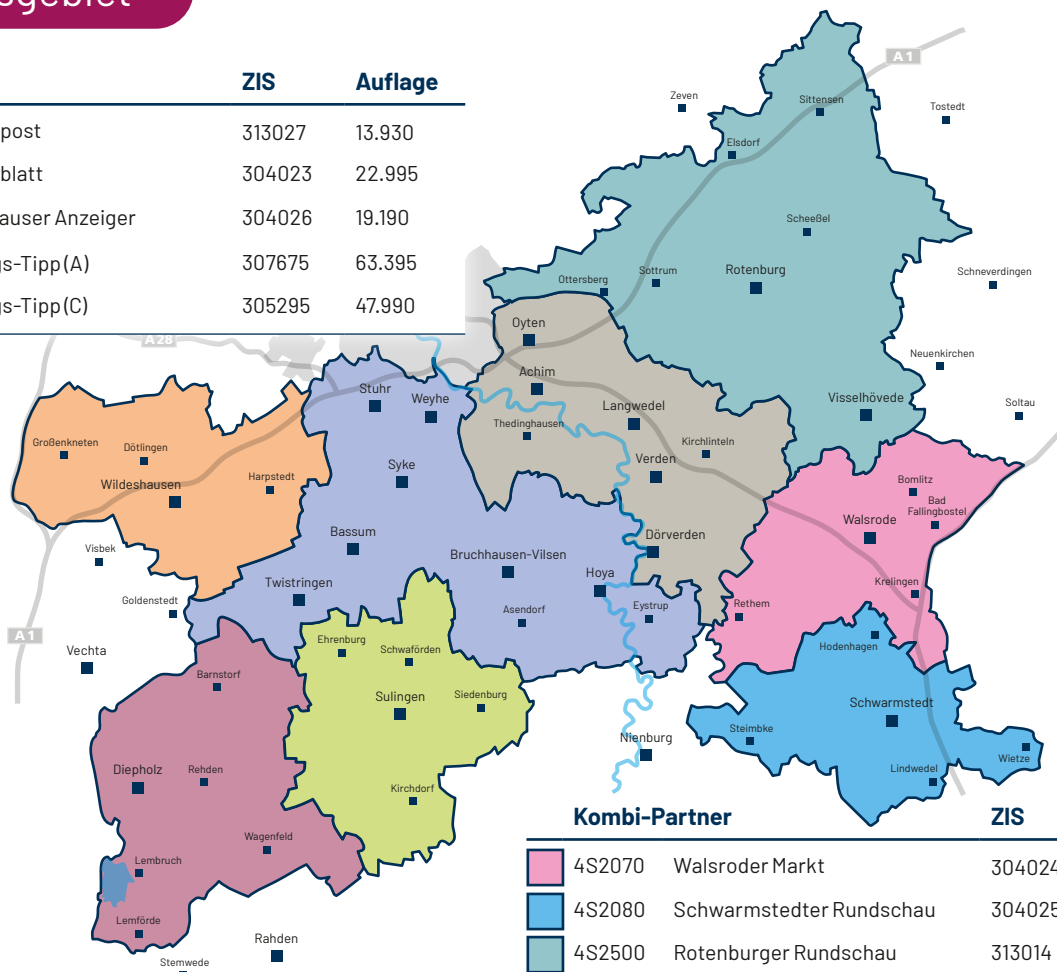 sgebiet
ZIS Auflage
post 313027 13.930
blatt 304023 22.995
auser Anzeiger 304026 19.190
gs-Tipp (A) 307675 63.395
gs-Tipp (C) 305295 47.990
A 1
Zeven
Sittensen
Tostedt
Elsdorf
Scheeßel
Ottersberg
Sottrum
Rotenburg
Schneverdingen
Oyten
A 28
Neuenkirchen
Achim
Stuhr
Weyhe
Visselhövede
Soltau
Langwedel
Thedinghausen
Kirchlinteln
Großenkneten
Dötlingen
Verden
Syke
Harpstedt
Wildeshausen
Bomlitz
Bad
Fallingbostel
Walsrode
Bassum
Dörverden
Visbek
Bruchhausen-Vilsen
Hoya
Krelingen
Twistringen
Goldenstedt
Asendorf
Eystrup
Rethem
A 1
Ehrenburg
Schwaförden
Hodenhagen
Vechta
Barnstorf
Sulingen
Siedenburg
Schwarmstedt
Steimbke
Nienburg
Wietze
Diepholz
Rehden
Lindwedel
Kirchdorf
Wagenfeld
Lembruch
Lemförde
Rahden
Stemwede
Kombi-Partner ZIS
4S2070 Walsroder Markt 304024
4S2080 Schwarmstedter Rundschau 304025
4S2500 Rotenburger Rundschau 313014